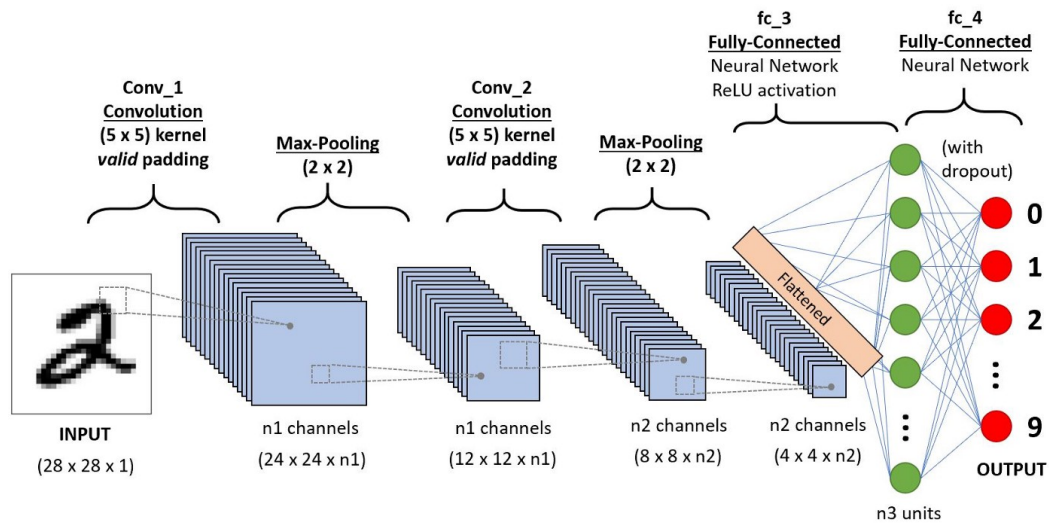 fc_3
Fully-Connected
Neural Network
ReLU activation
fc_4
Fully-Connected
Neural Network
Conv_1
Convolution
(5 x 5) kernel
valid padding
Max-Pooling
(2 x 2)
Conv_2
Convolution
(5 x 5) kernel
valid padding
Max-Pooling
(2 x 2)
(with
dropout)
Flattened
0
1
2
...
9
...
2
INPUT
(28 x 28 x 1)
n1 channels
(24 x 24 x n1)
n1 channels
(12 x 12 x n1)
n2 channels
(8 x 8 x n2)
n2 channels
(4 x 4 x n2)
n3 units
OUTPUT